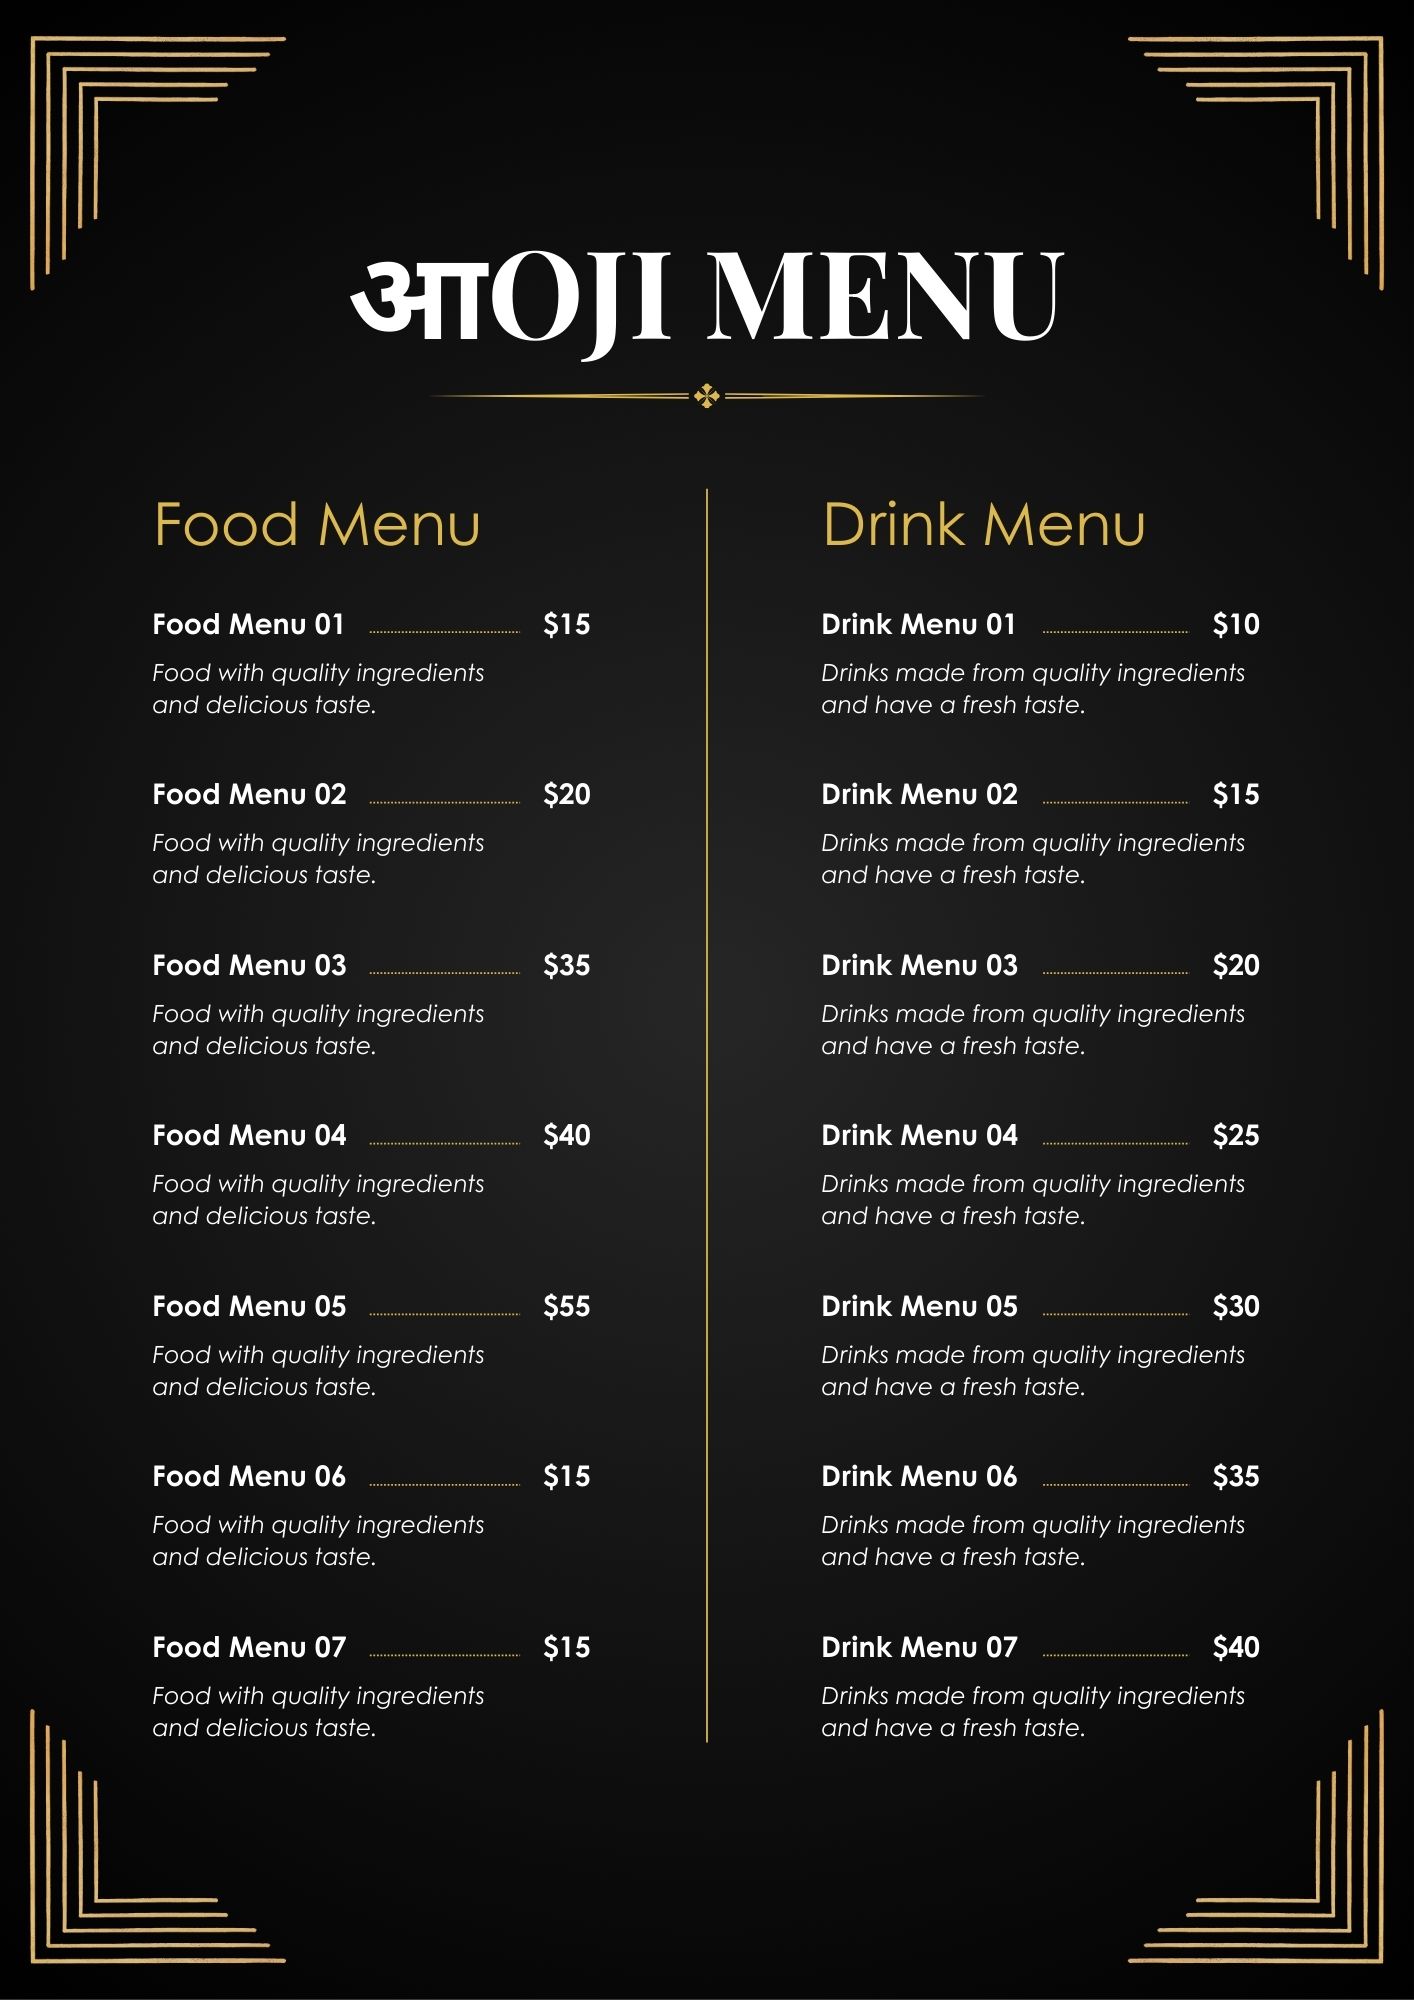 आOJI MENU
Food Menu
Food Menu 01 $15
Food with quality ingredients
and delicious taste.
Food Menu 02 $20
Food with quality ingredients
and delicious taste.
Food Menu 03 $35
Food with quality ingredients
and delicious taste.
Food Menu 04 $40
Food with quality ingredients
and delicious taste.
Food Menu 05 $55
Food with quality ingredients
and delicious taste.
Food Menu 06 $15
Food with quality ingredients
and delicious taste.
Food Menu 07 $15
Food with quality ingredients
and delicious taste.
Drink Menu
Drink Menu 01 $10
Drinks made from quality ingredients
and have a fresh taste.
Drink Menu 02 $15
Drinks made from quality ingredients
and have a fresh taste.
Drink Menu 03 $20
Drinks made from quality ingredients
and have a fresh taste.
Drink Menu 04 $25
Drinks made from quality ingredients
and have a fresh taste.
Drink Menu 05 $30
Drinks made from quality ingredients
and have a fresh taste.
Drink Menu 06 $35
Drinks made from quality ingredients
and have a fresh taste.
Drink Menu 07 $40
Drinks made from quality ingredients
and have a fresh taste.